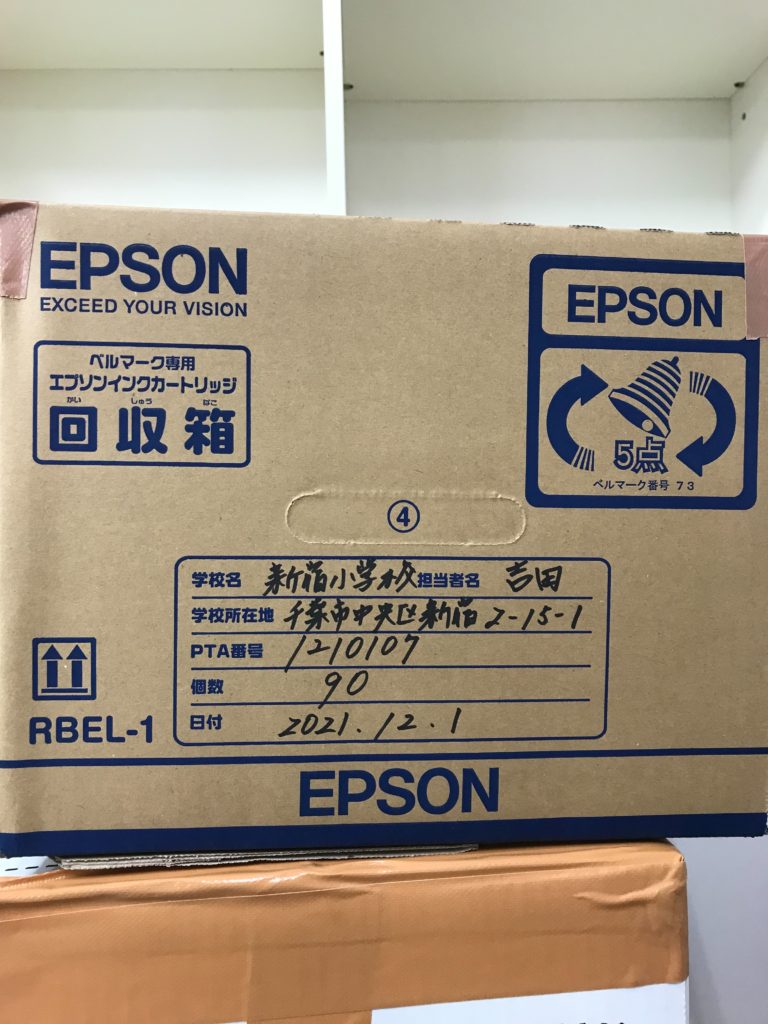 EPSON
EXCEED YOUR VISION
ベルマーク専用
エプソンインクカートリッジ
かい しゅう ばこ
回収箱
EPSON
5点
ベルマーク番号 73
④
学校名 新宿小学校 担当者名 吉田
学校所在地 千葉市中央区新宿2-15-1
PTA番号 1210107
個数 90
日付 2021.12.1
RBEL-1
EPSON